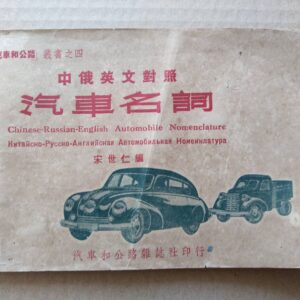 汽車和公路 叢書之四
中俄英文對照
汽車名詞
Chinese-Russian-English Automobile Nomenclature
Китайско-Русско-Английская Автомобильная Номенклатура
宋世仁編
汽車和公路雜誌社印行